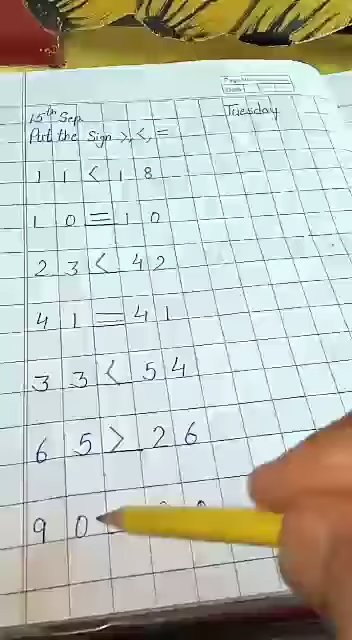 15th Sep
Tuesday
Put the Sign >, <, =
11 < 18
10 = 10
23 < 42
41 = 41
33 < 54
65 > 26
90